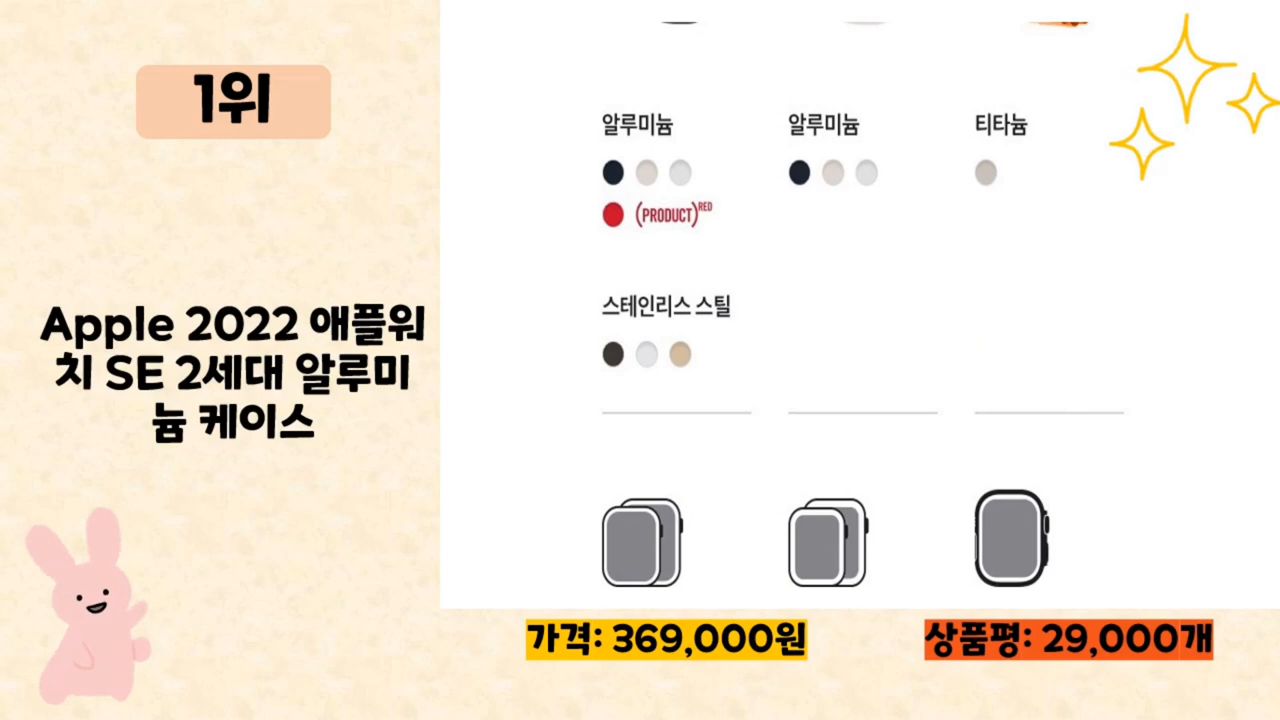 1위
Apple 2022 애플워
치 SE 2세대 알루미
늄 케이스
알루미늄
알루미늄
티타늄
(PRODUCT)RED
스테인리스 스틸
가격: 369,000원
상품평: 29,000개